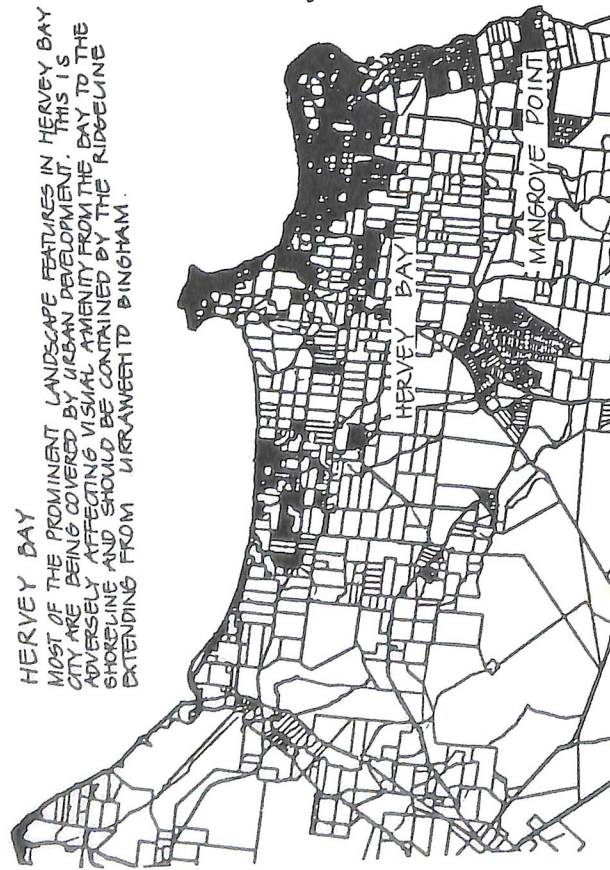 HERVEY BAY
MOST OF THE PROMINENT LANDSCAPE FEATURES IN HERVEY BAY
CITY ARE BEING COVERED BY URBAN DEVELOPMENT. THIS IS
ADVERSELY AFFECTING VISUAL AMENITY FROM THE BAY TO THE
SHORELINE AND SHOULD BE CONTAINED BY THE RIDGELINE
EXTENDING FROM URRAWEEN TO BINGHAM.
HERVEY BAY
MANGROVE POINT